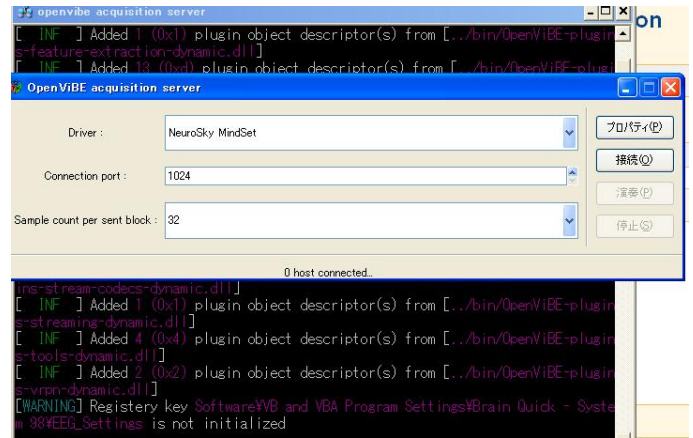 openvibe acquisition server
on
[ INF ] Added 1 (0x1) plugin object descriptor(s) from [../bin/OpenViBE-plugin
s-feature-extraction-dynamic.dll]
[ INF ] Added 13 (0xd) plugin object descriptor(s) from [../bin/OpenViBE-plugi
OpenViBE acquisition server
Driver :
NeuroSky MindSet
プロパティ(P)
接続(O)
Connection port :
1024
演奏(P)
Sample count per sent block :
32
停止(S)
0 host connected...
ins-stream-codecs-dynamic.dll]
[ INF ] Added 1 (0x1) plugin object descriptor(s) from [../bin/OpenViBE-plugin
s-streaming-dynamic.dll]
[ INF ] Added 4 (0x4) plugin object descriptor(s) from [../bin/OpenViBE-plugin
s-tools-dynamic.dll]
[ INF ] Added 2 (0x2) plugin object descriptor(s) from [../bin/OpenViBE-plugin
s-vrpn-dynamic.dll]
[WARNING] Registery key Software¥VB and VBA Program Settings¥Brain Quick - Syste
m 98¥EEG_Settings is not initialized